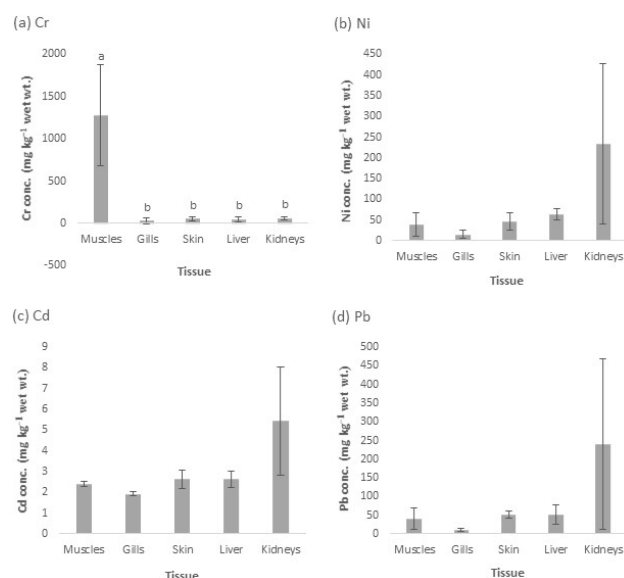 (a) Cr
2000
1500
1000
500
0
-500
Cr conc. (mg kg⁻¹ wet wt.)
a
b
b
b
b
Muscles Gills Skin Liver Kidneys
Tissue
(b) Ni
450
400
350
300
250
200
150
100
50
0
Ni conc. (mg kg⁻¹ wet wt.)
Muscles Gills Skin Liver Kidneys
Tissue
(c) Cd
9
8
7
6
5
4
3
2
1
0
Cd conc. (mg kg⁻¹ wet wt.)
Muscles Gills Skin Liver Kidneys
Tissue
(d) Pb
500
450
400
350
300
250
200
150
100
50
0
Pb conc. (mg kg⁻¹ wet wt.)
Muscles Gills Skin Liver Kidneys
Tissue